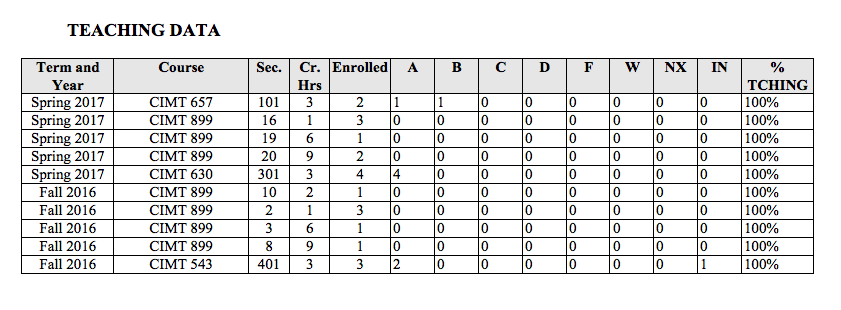 TEACHING DATA
Term and Year Course Sec. Cr. Hrs Enrolled A B C D F W NX IN % TCHING
Spring 2017 CIMT 657 101 3 2 1 1 0 0 0 0 0 0 100%
Spring 2017 CIMT 899 16 1 3 0 0 0 0 0 0 0 0 100%
Spring 2017 CIMT 899 19 6 1 0 0 0 0 0 0 0 0 100%
Spring 2017 CIMT 899 20 9 2 0 0 0 0 0 0 0 0 100%
Spring 2017 CIMT 630 301 3 4 4 0 0 0 0 0 0 0 100%
Fall 2016 CIMT 899 10 2 1 0 0 0 0 0 0 0 0 100%
Fall 2016 CIMT 899 2 1 3 0 0 0 0 0 0 0 0 100%
Fall 2016 CIMT 899 3 6 1 0 0 0 0 0 0 0 0 100%
Fall 2016 CIMT 899 8 9 1 0 0 0 0 0 0 0 0 100%
Fall 2016 CIMT 543 401 3 3 2 0 0 0 0 0 0 1 100%